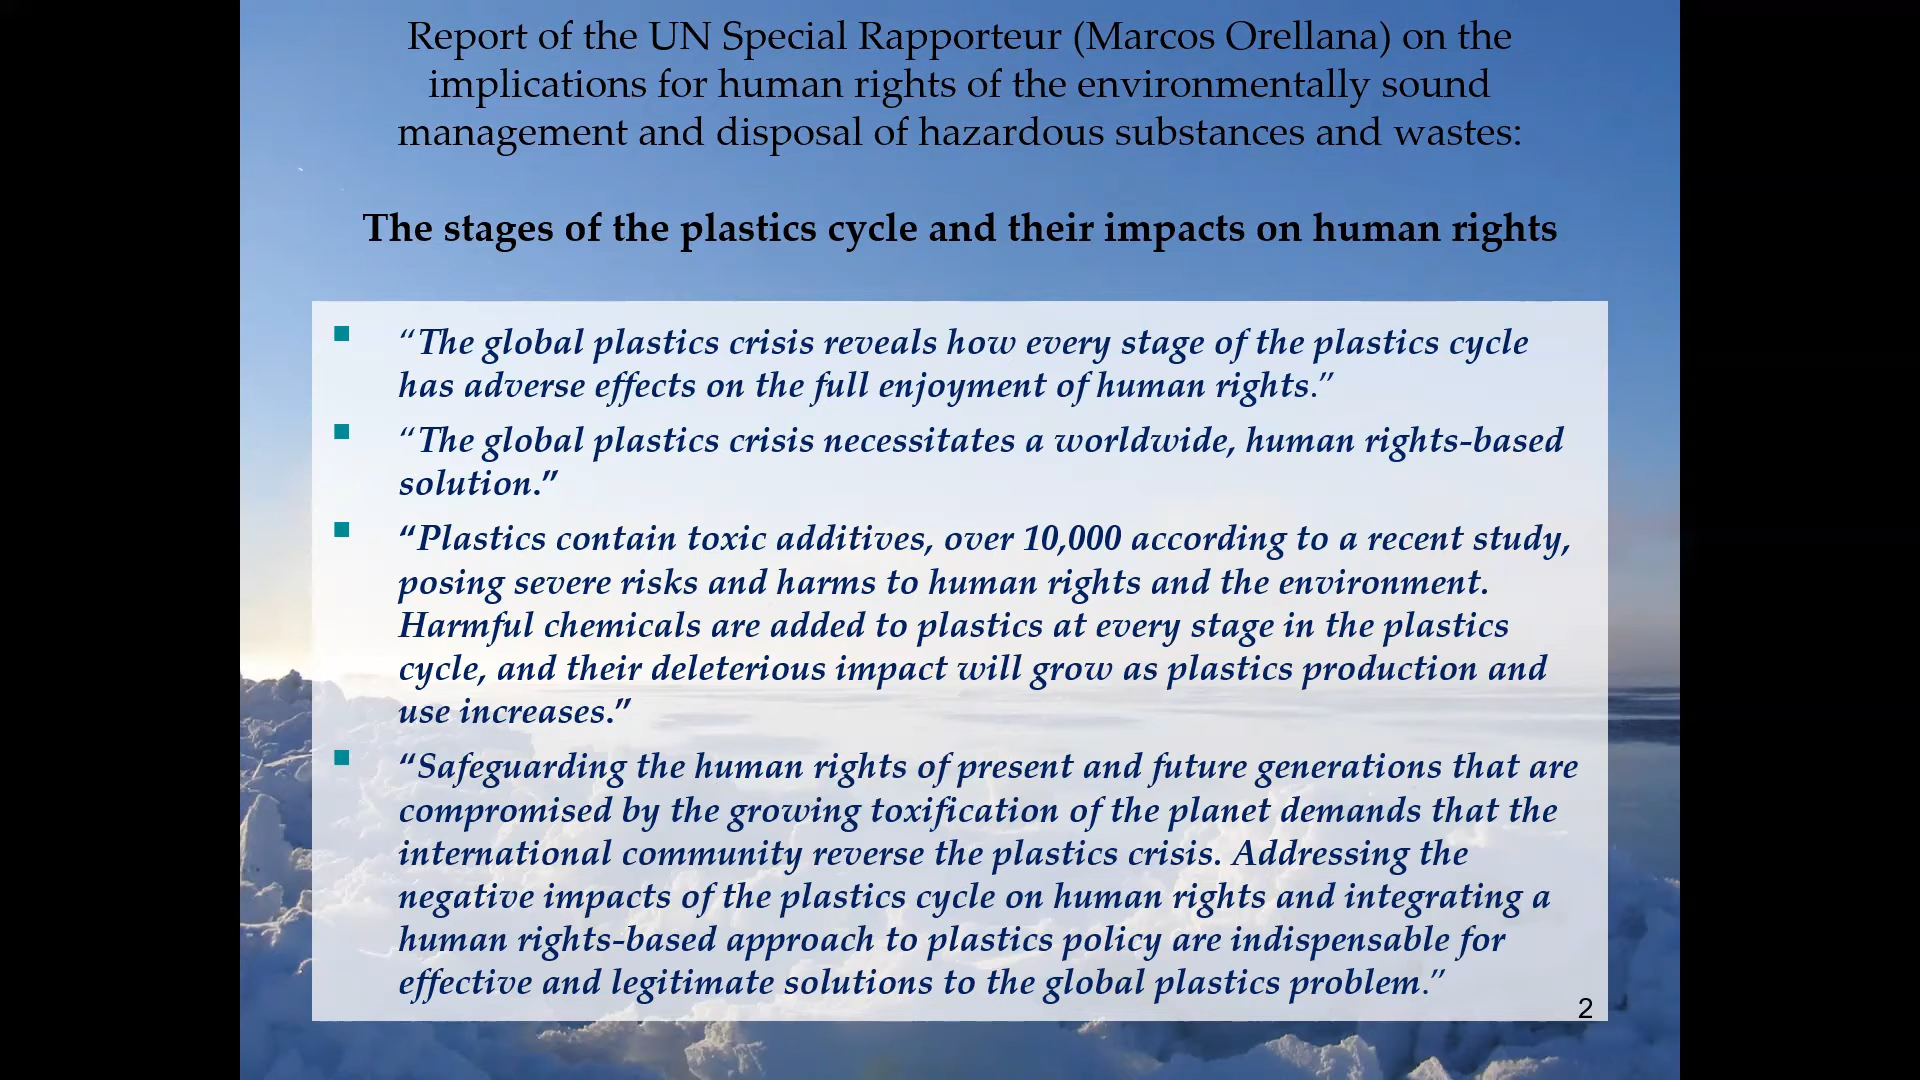 Report of the UN Special Rapporteur (Marcos Orellana) on the
implications for human rights of the environmentally sound
management and disposal of hazardous substances and wastes:
The stages of the plastics cycle and their impacts on human rights
“The global plastics crisis reveals how every stage of the plastics cycle
has adverse effects on the full enjoyment of human rights.”
“The global plastics crisis necessitates a worldwide, human rights-based
solution.”
“Plastics contain toxic additives, over 10,000 according to a recent study,
posing severe risks and harms to human rights and the environment.
Harmful chemicals are added to plastics at every stage in the plastics
cycle, and their deleterious impact will grow as plastics production and
use increases.”
“Safeguarding the human rights of present and future generations that are
compromised by the growing toxification of the planet demands that the
international community reverse the plastics crisis. Addressing the
negative impacts of the plastics cycle on human rights and integrating a
human rights-based approach to plastics policy are indispensable for
effective and legitimate solutions to the global plastics problem.”
2